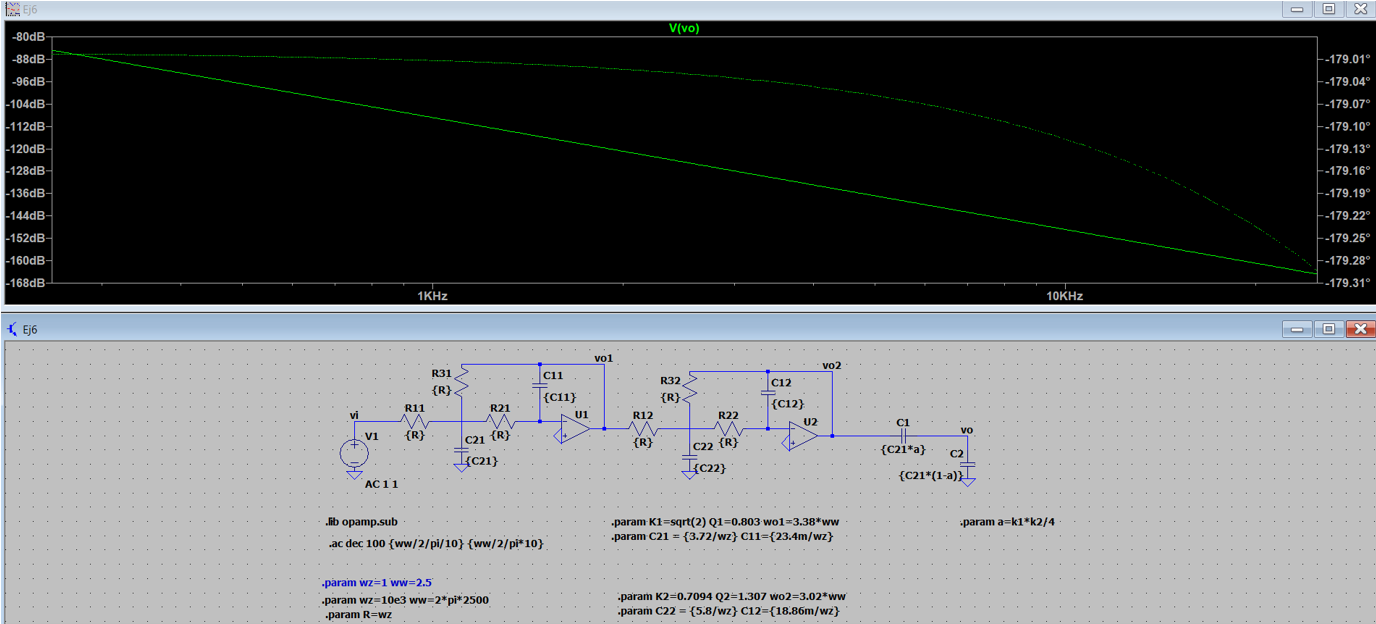 Ej6
V(vo)
-80dB
-88dB
-96dB
-104dB
-112dB
-120dB
-128dB
-136dB
-144dB
-152dB
-160dB
-168dB
-179.01°
-179.04°
-179.07°
-179.10°
-179.13°
-179.16°
-179.19°
-179.22°
-179.25°
-179.28°
-179.31°
1KHz
10KHz
Ej6
vo1
R31
{R}
C11
{C11}
vi
R11
{R}
R21
{R}
U1
V1
C21
{C21}
AC 1 1
vo2
R32
{R}
C12
{C12}
R12
{R}
R22
{R}
U2
C22
{C22}
C1
{C21*a}
vo
C2
{C21*(1-a)}
.lib opamp.sub
.ac dec 100 {ww/2/pi/10} {ww/2/pi*10}
.param K1=sqrt(2) Q1=0.803 wo1=3.38*ww
.param C21 = {3.72/wz} C11={23.4m/wz}
.param a=k1*k2/4
.param wz=1 ww=2.5
.param wz=10e3 ww=2*pi*2500
.param R=wz
.param K2=0.7094 Q2=1.307 wo2=3.02*ww
.param C22 = {5.8/wz} C12={18.86m/wz}